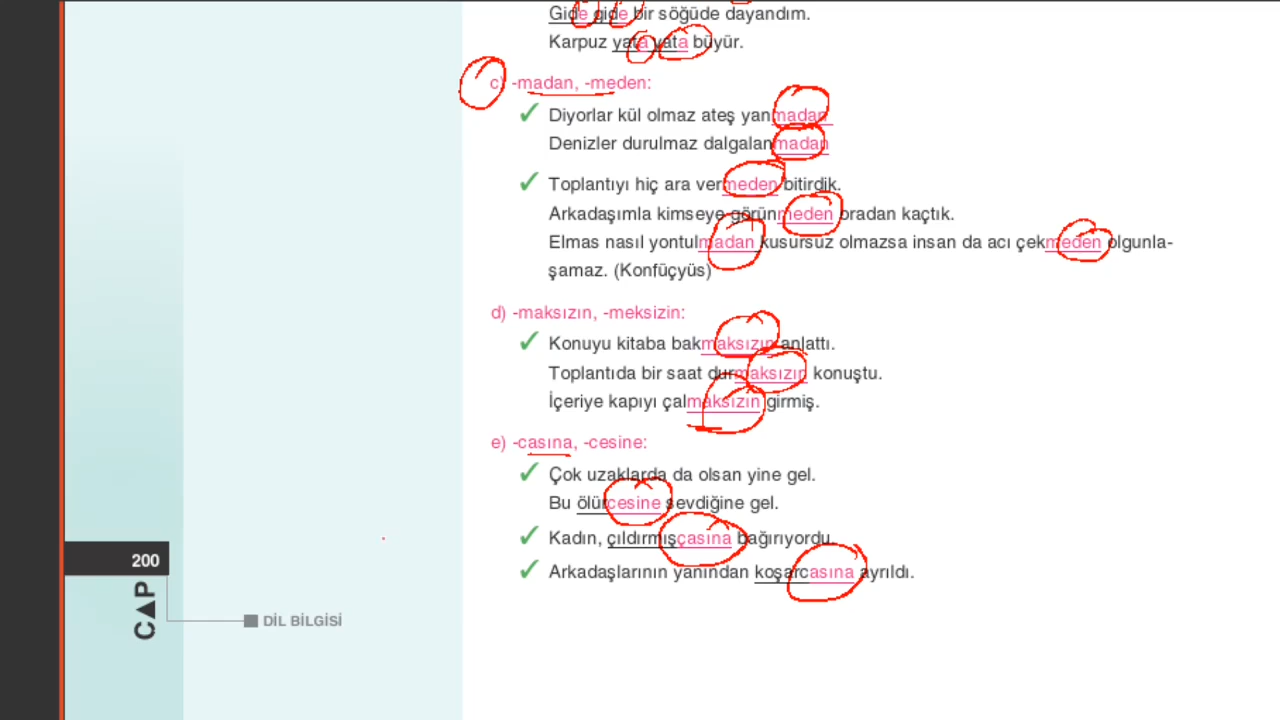 Gide gide bir söğüde dayandım.
Karpuz yata yata büyür.
c) -madan, -meden:
✓ Diyorlar kül olmaz ateş yanmadan
Denizler durulmaz dalgalanmadan
✓ Toplantıyı hiç ara vermeden bitirdik.
Arkadaşımla kimseye görünmeden oradan kaçtık.
Elmas nasıl yontulmadan kusursuz olmazsa insan da acı çekmeden olgunla-
şamaz. (Konfüçyüs)
d) -maksızın, -meksizin:
✓ Konuyu kitaba bakmaksızın anlattı.
Toplantıda bir saat durmaksızın konuştu.
İçeriye kapıyı çalmaksızın girmiş.
e) -casına, -cesine:
✓ Çok uzaklarda da olsan yine gel.
Bu ölürcesine sevdiğine gel.
✓ Kadın, çıldırmışçasına bağırıyordu.
✓ Arkadaşlarının yanından koşarcasına ayrıldı.
200
CAP
DİL BİLGİSİ